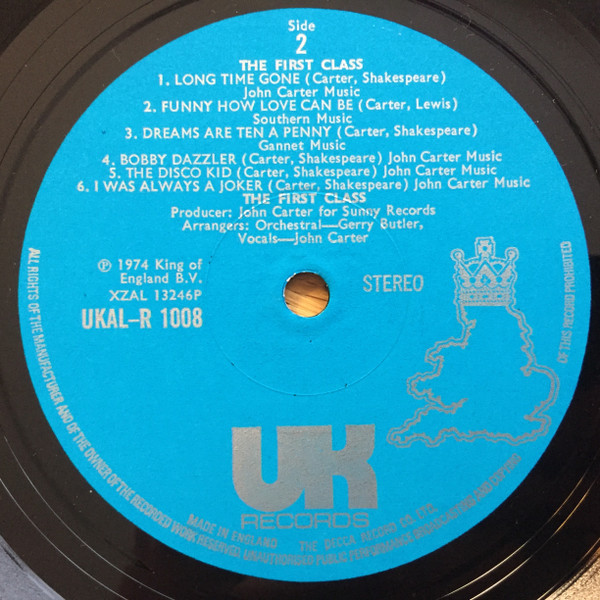 Side
2
THE FIRST CLASS
1. LONG TIME GONE (Carter, Shakespeare)
John Carter Music
2. FUNNY HOW LOVE CAN BE (Carter, Lewis)
Southern Music
3. DREAMS ARE TEN A PENNY (Carter, Shakespeare)
Gannet Music
4. BOBBY DAZZLER (Carter, Shakespeare) John Carter Music
5. THE DISCO KID (Carter, Shakespeare) John Carter Music
6. I WAS ALWAYS A JOKER (Carter, Shakespeare) John Carter Music
THE FIRST CLASS
Producer: John Carter for Sunny Records
Arrangers: Orchestral—Gerry Butler,
Vocals—John Carter
℗ 1974 King of
England B.V.
XZAL 13246P
UKAL–R 1008
STEREO
UK
RECORDS
MADE IN ENGLAND THE DECCA RECORD CO. LTD.
ALL RIGHTS OF THE MANUFACTURER AND OF THE OWNER OF THE RECORDED WORK RESERVED. UNAUTHORISED PUBLIC PERFORMANCE BROADCASTING AND COPYING OF THIS RECORD PROHIBITED